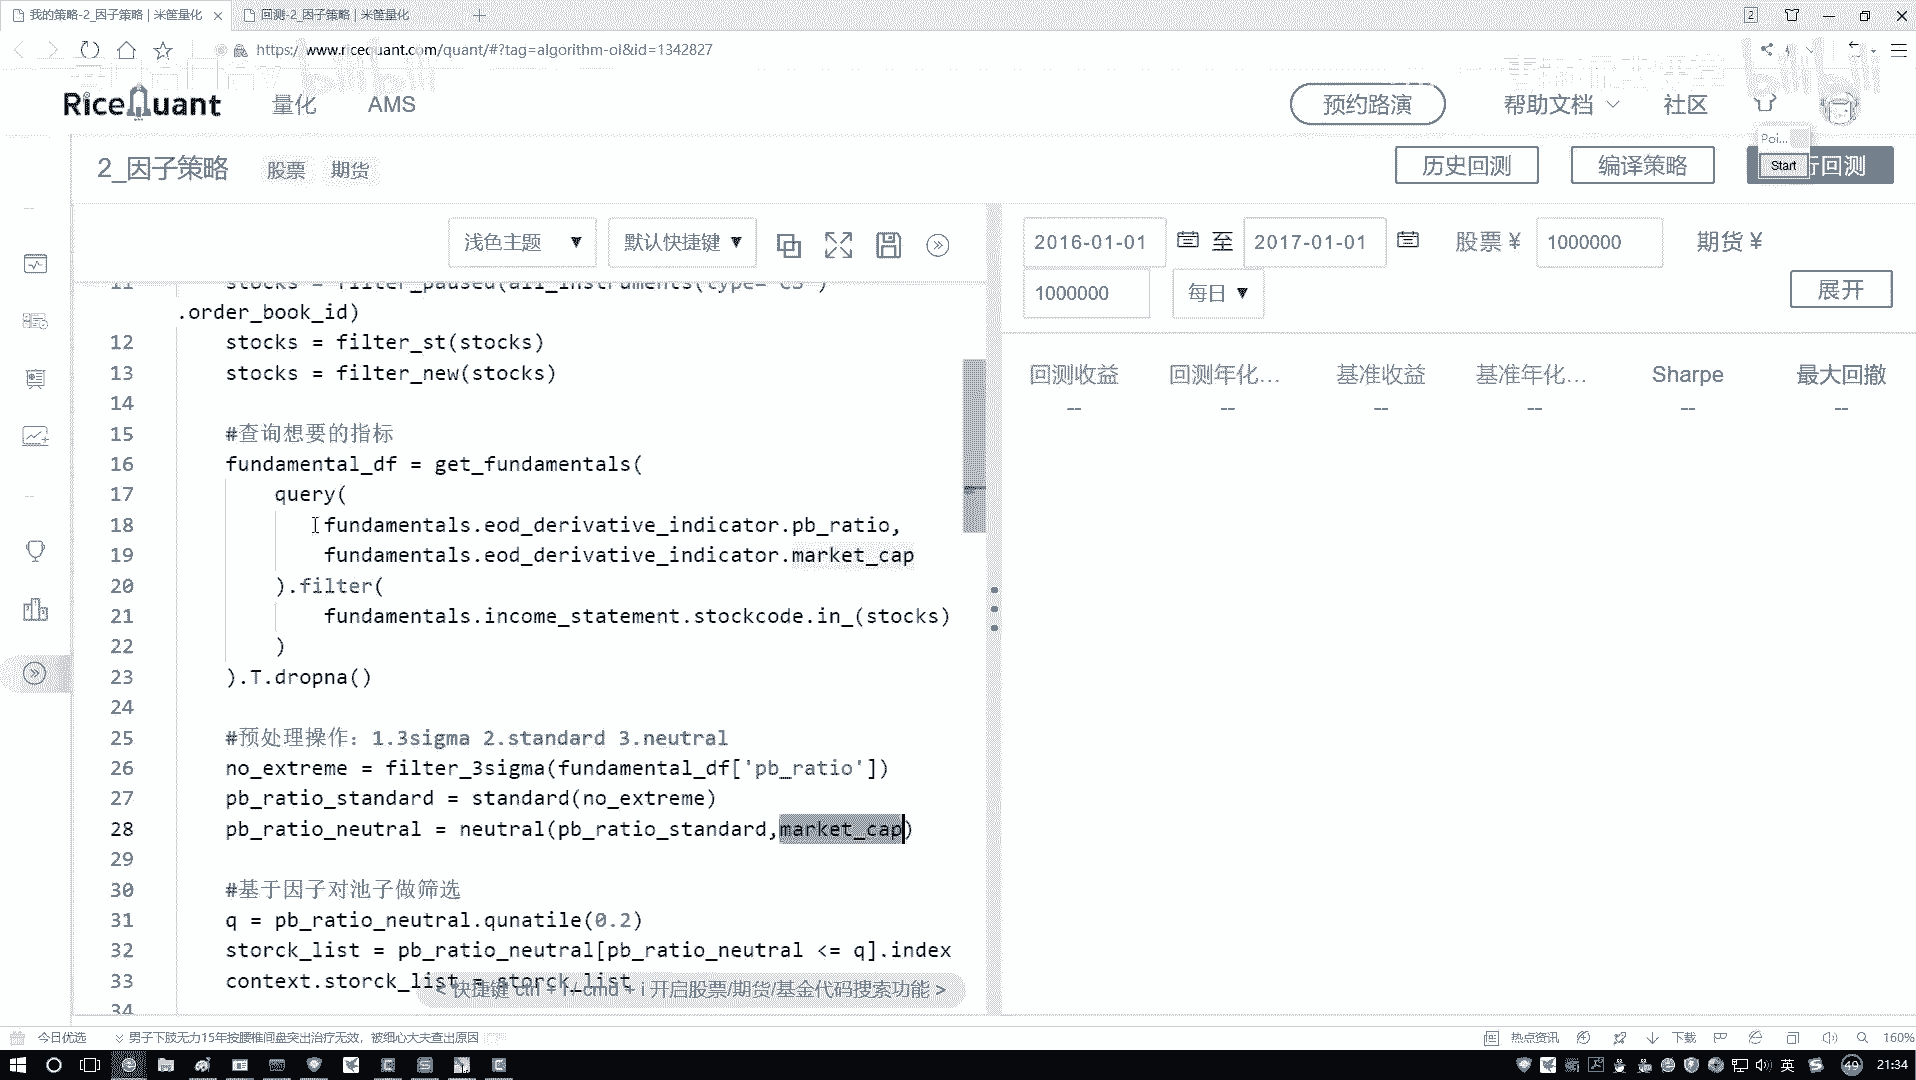 我的策略-2_因子策略 | 米筐量化
回测-2_因子策略 | 米筐量化
2
https://www.ricequant.com/quant/#?tag=algorithm-oi&id=1342827
RiceQuant
量化
AMS
预约路演
帮助文档
社区
Poi...
Start
2_因子策略
股票
期货
历史回测
编译策略
行回测
浅色主题 ▼
默认快捷键 ▼
2016-01-01
至
2017-01-01
股票 ¥
1000000
期货 ¥
1000000
每日 ▼
展开
回测收益
回测年化...
基准收益
基准年化...
Sharpe
最大回撤
--
--
--
--
--
--
11 stocks = filter_paused(all_instruments(type="CS")
.order_book_id)
12 stocks = filter_st(stocks)
13 stocks = filter_new(stocks)
14
15 #查询想要的指标
16 fundamental_df = get_fundamentals(
17 query(
18 fundamentals.eod_derivative_indicator.pb_ratio,
19 fundamentals.eod_derivative_indicator.market_cap
20 ).filter(
21 fundamentals.income_statement.stockcode.in_(stocks)
22 )
23 ).T.dropna()
24
25 #预处理操作：1.3sigma 2.standard 3.neutral
26 no_extreme = filter_3sigma(fundamental_df['pb_ratio'])
27 pb_ratio_standard = standard(no_extreme)
28 pb_ratio_neutral = neutral(pb_ratio_standard,market_cap)
29
30 #基于因子对池子做筛选
31 q = pb_ratio_neutral.qunatile(0.2)
32 storck_list = pb_ratio_neutral[pb_ratio_neutral <= q].index
33 context.storck_list = storck_list
34
< 快捷键 ctrl + i / cmd + i 开启股票/期货/基金代码搜索功能 >
今日优选
男子下肢无力15年按腰椎间盘突出治疗无效，被细心大夫查出原因
热点资讯
下载
160%
英
49
21:34